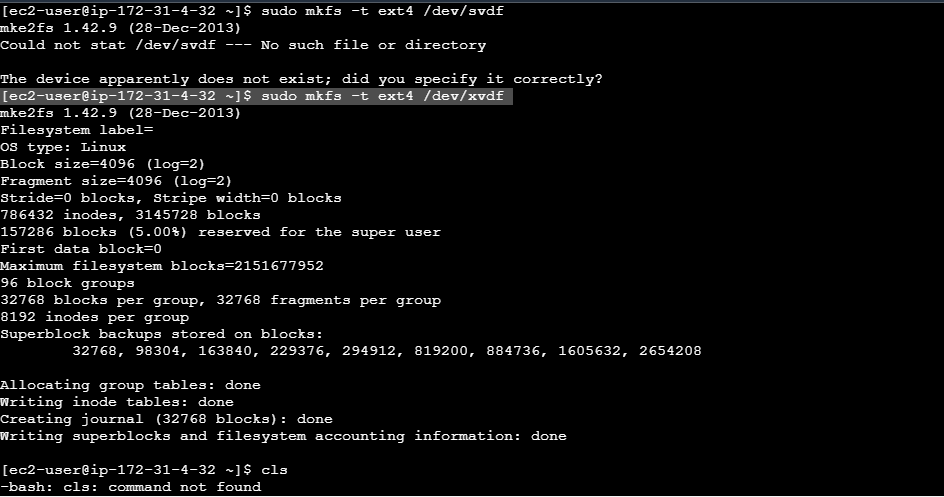 [ec2-user@ip-172-31-4-32 ~]$ sudo mkfs -t ext4 /dev/svdf
mke2fs 1.42.9 (28-Dec-2013)
Could not stat /dev/svdf --- No such file or directory
The device apparently does not exist; did you specify it correctly?
[ec2-user@ip-172-31-4-32 ~]$ sudo mkfs -t ext4 /dev/xvdf
mke2fs 1.42.9 (28-Dec-2013)
Filesystem label=
OS type: Linux
Block size=4096 (log=2)
Fragment size=4096 (log=2)
Stride=0 blocks, Stripe width=0 blocks
786432 inodes, 3145728 blocks
157286 blocks (5.00%) reserved for the super user
First data block=0
Maximum filesystem blocks=2151677952
96 block groups
32768 blocks per group, 32768 fragments per group
8192 inodes per group
Superblock backups stored on blocks:
32768, 98304, 163840, 229376, 294912, 819200, 884736, 1605632, 2654208
Allocating group tables: done
Writing inode tables: done
Creating journal (32768 blocks): done
Writing superblocks and filesystem accounting information: done
[ec2-user@ip-172-31-4-32 ~]$ cls
-bash: cls: command not found